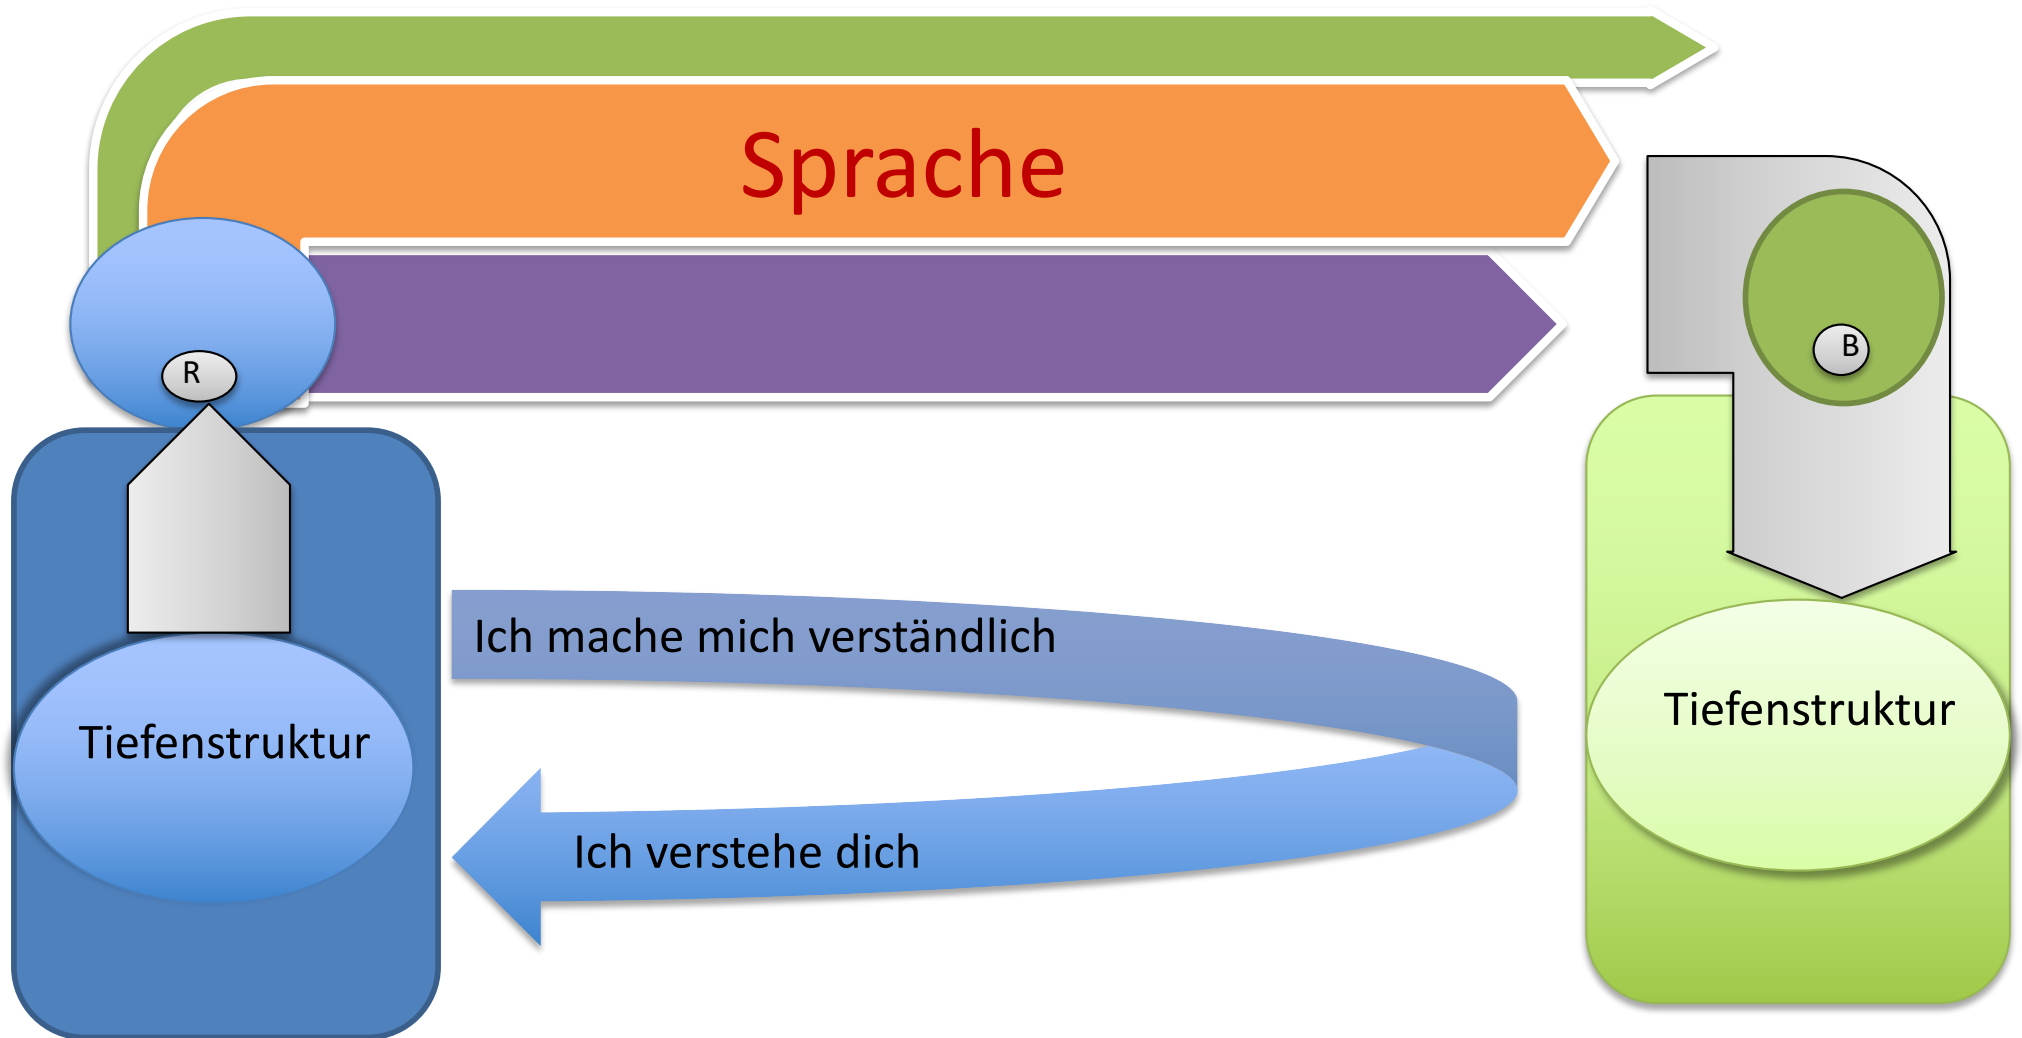 Sprache
R
B
Ich mache mich verständlich
Tiefenstruktur
Tiefenstruktur
Ich verstehe dich